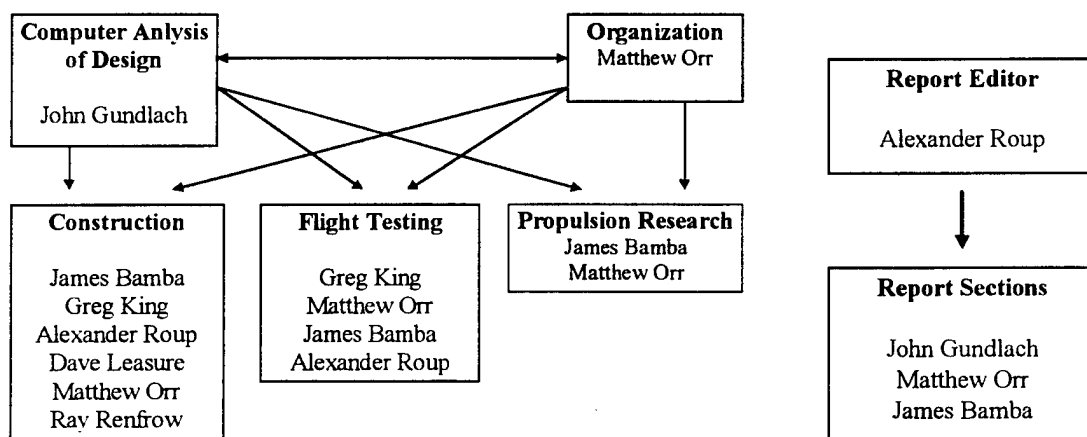 Computer Anlysis
of Design
John Gundlach
Organization
Matthew Orr
Report Editor
Alexander Roup
Construction
James Bamba
Greg King
Alexander Roup
Dave Leasure
Matthew Orr
Ray Renfrow
Flight Testing
Greg King
Matthew Orr
James Bamba
Alexander Roup
Propulsion Research
James Bamba
Matthew Orr
Report Sections
John Gundlach
Matthew Orr
James Bamba